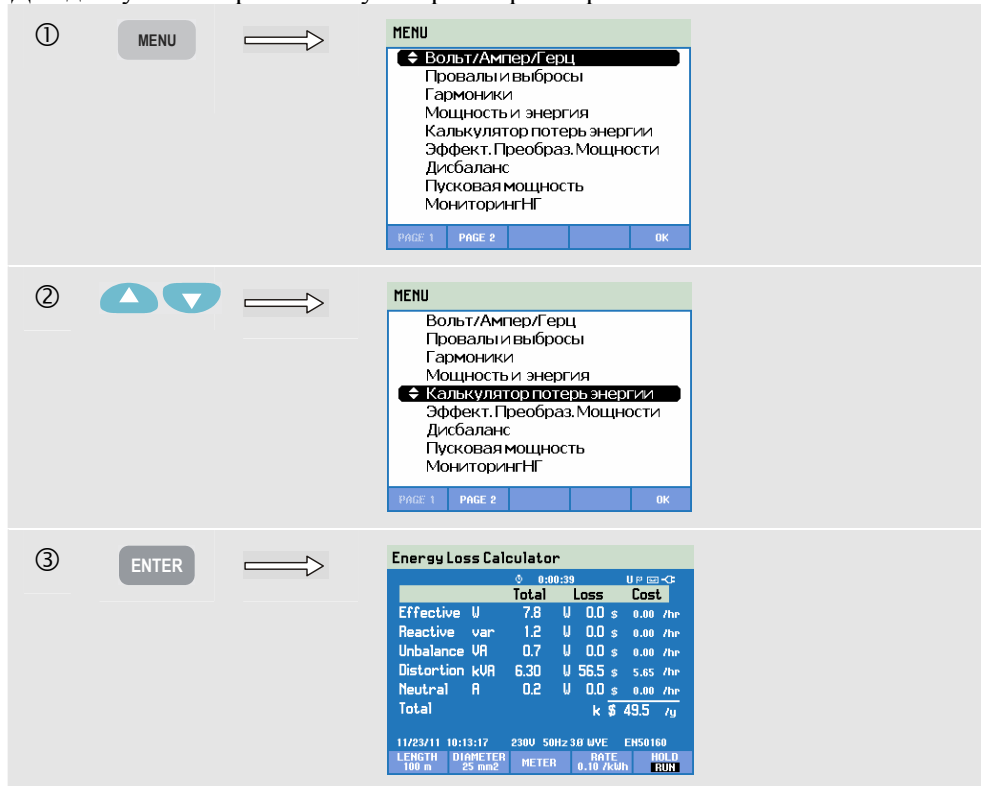 ①
MENU
MENU
Вольт/Ампер/Герц
Провалы и выбросы
Гармоники
Мощность и энергия
Калькулятор потерь энергии
Эффект. Преобраз. Мощности
Дисбаланс
Пусковая мощность
МониторингНГ
PAGE 1 PAGE 2 OK
②
MENU
Вольт/Ампер/Герц
Провалы и выбросы
Гармоники
Мощность и энергия
Калькулятор потерь энергии
Эффект. Преобраз. Мощности
Дисбаланс
Пусковая мощность
МониторингНГ
PAGE 1 PAGE 2 OK
③
ENTER
Energy Loss Calculator
0:00:39 U
Total Loss Cost
Effective W 7.8 W 0.0 $ 0.00 /hr
Reactive var 1.2 W 0.0 $ 0.00 /hr
Unbalance VA 0.7 W 0.0 $ 0.00 /hr
Distortion kVA 6.30 W 56.5 $ 5.65 /hr
Neutral A 0.2 W 0.0 $ 0.00 /hr
Total k $ 49.5 /y
11/23/11 10:13:17 230V 50Hz 3Ø WYE EN50160
LENGTH DIAMETER METER RATE HOLD
100 m 25 mm2 0.10 /kWh RUN